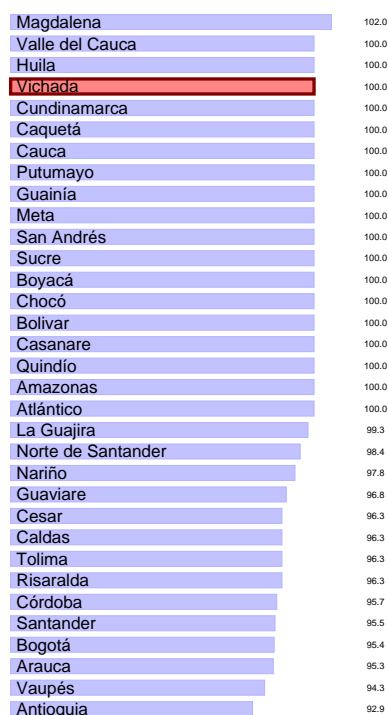 Magdalena 102.0
Valle del Cauca 100.0
Huila 100.0
Vichada 100.0
Cundinamarca 100.0
Caquetá 100.0
Cauca 100.0
Putumayo 100.0
Guainía 100.0
Meta 100.0
San Andrés 100.0
Sucre 100.0
Boyacá 100.0
Chocó 100.0
Bolivar 100.0
Casanare 100.0
Quindío 100.0
Amazonas 100.0
Atlántico 100.0
La Guajira 99.3
Norte de Santander 98.4
Nariño 97.8
Guaviare 96.8
Cesar 96.3
Caldas 96.3
Tolima 96.3
Risaralda 96.3
Córdoba 95.7
Santander 95.5
Bogotá 95.4
Arauca 95.3
Vaupés 94.3
Antioquia 92.9